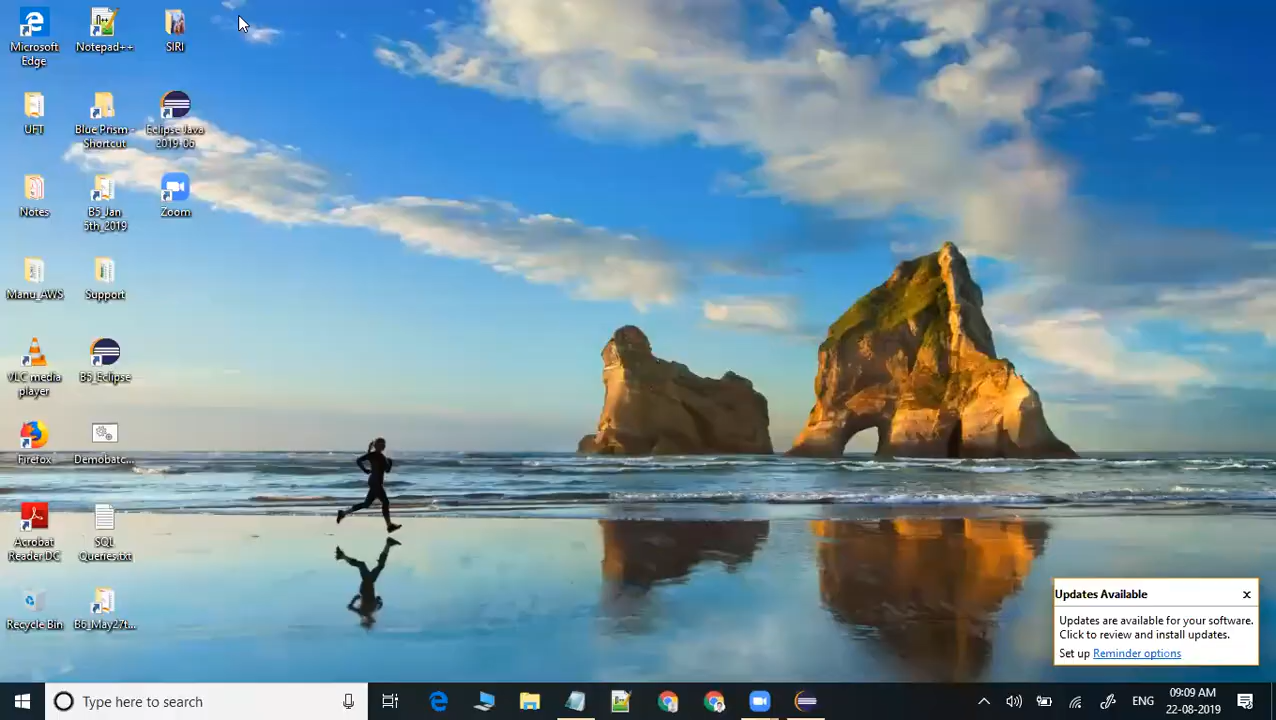 Microsoft
Edge
Notepad++
SIRI
UFT
Blue Prism -
Shortcut
Eclipse Java
2019-06
Notes
B5_Jan
5th_2019
Zoom
Manu_AWS
Support
VLC media
player
B5_Eclipse
Firefox
Demobatc...
Acrobat
Reader DC
SQL
Queries.txt
Recycle Bin
B6_May27t...
Updates Available
x
Updates are available for your software.
Click to review and install updates.
Set up Reminder options
Type here to search
ENG
09:09 AM
22-08-2019